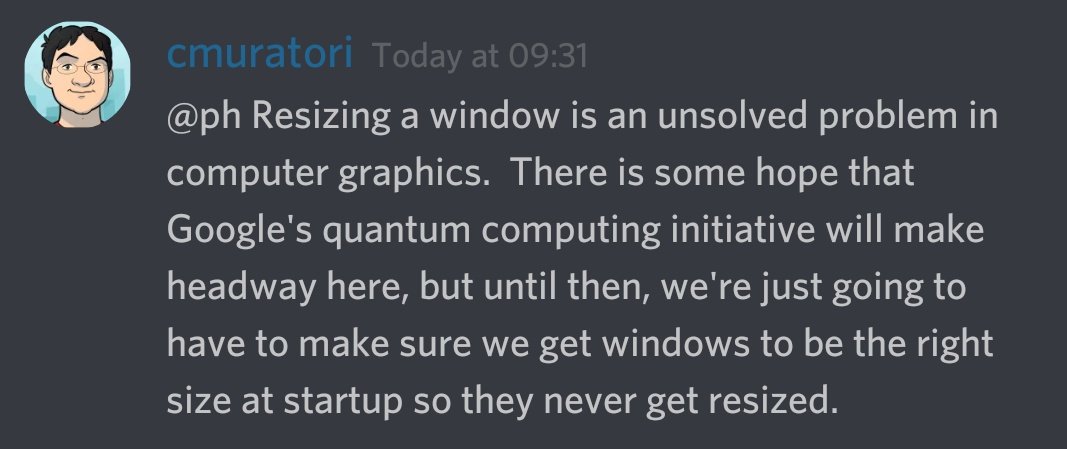 cmuratori Today at 09:31
@ph Resizing a window is an unsolved problem in
computer graphics.  There is some hope that
Google's quantum computing initiative will make
headway here, but until then, we're just going to
have to make sure we get windows to be the right
size at startup so they never get resized.